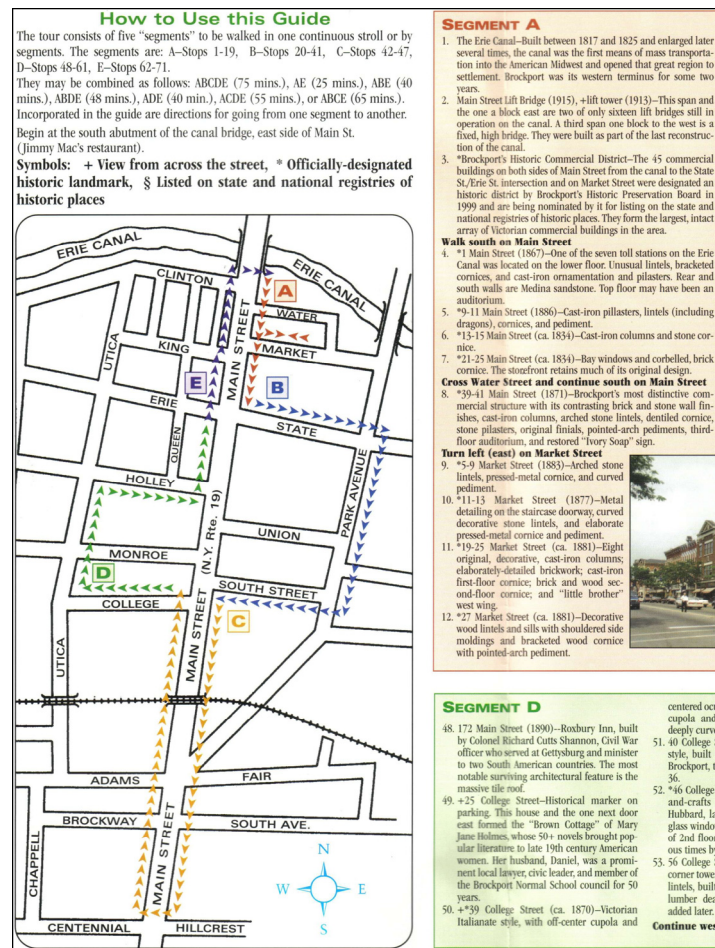 How to Use this Guide
The tour consists of five “segments” to be walked in one continuous stroll or by
segments. The segments are: A–Stops 1-19, B–Stops 20-41, C–Stops 42-47,
D–Stops 48-61, E–Stops 62-71.
They may be combined as follows: ABCDE (75 mins.), AE (25 mins.), ABE (40
mins.), ABDE (48 mins.), ADE (40 min.), ACDE (55 mins.), or ABCE (65 mins.).
Incorporated in the guide are directions for going from one segment to another.
Begin at the south abutment of the canal bridge, east side of Main St.
(Jimmy Mac's restaurant).
Symbols: + View from across the street, * Officially-designated
historic landmark, § Listed on state and national registries of
historic places
ERIE CANAL
ERIE CANAL
CLINTON
A
WATER
UTICA
MAIN STREET
KING
MARKET
E
B
ERIE
STATE
QUEEN
PARK AVENUE
HOLLEY
(N.Y. Rte. 19)
UNION
MONROE
D
SOUTH STREET
COLLEGE
MAIN STREET
C
UTICA
ADAMS
FAIR
BROCKWAY
SOUTH AVE.
MAIN STREET
CHAPPELL
N
W
E
S
CENTENNIAL
HILLCREST
SEGMENT A
1. The Erie Canal–Built between 1817 and 1825 and enlarged later
several times, the canal was the first means of mass transporta-
tion into the American Midwest and opened that great region to
settlement. Brockport was its western terminus for some two
years.
2. Main Street Lift Bridge (1915), +lift tower (1913)–This span and
the one a block east are two of only sixteen lift bridges still in
operation on the canal. A third span one block to the west is a
fixed, high bridge. They were built as part of the last reconstruc-
tion of the canal.
3. *Brockport's Historic Commercial District–The 45 commercial
buildings on both sides of Main Street from the canal to the State
St./Erie St. intersection and on Market Street were designated an
historic district by Brockport's Historic Preservation Board in
1999 and are being nominated by it for listing on the state and
national registries of historic places. They form the largest, intact
array of Victorian commercial buildings in the area.
Walk south on Main Street
4. *1 Main Street (1867)–One of the seven toll stations on the Erie
Canal was located on the lower floor. Unusual lintels, bracketed
cornices, and cast-iron ornamentation and pilasters. Rear and
south walls are Medina sandstone. Top floor may have been an
auditorium.
5. *9-11 Main Street (1886)–Cast-iron pillasters, lintels (including
dragons), cornices, and pediment.
6. *13-15 Main Street (ca. 1834)–Cast-iron columns and stone cor-
nice.
7. *21-25 Main Street (ca. 1834)–Bay windows and corbelled, brick
cornice. The storefront retains much of its original design.
Cross Water Street and continue south on Main Street
8. *39-41 Main Street (1871)–Brockport's most distinctive com-
mercial structure with its contrasting brick and stone wall fin-
ishes, cast-iron columns, arched stone lintels, dentiled cornice,
stone pilasters, original finials, pointed-arch pediments, third-
floor auditorium, and restored “Ivory Soap” sign.
Turn left (east) on Market Street
9. *5-9 Market Street (1883)–Arched stone
lintels, pressed-metal cornice, and curved
pediment.
10. *11-13 Market Street (1877)–Metal
detailing on the staircase doorway, curved
decorative stone lintels, and elaborate
pressed-metal cornice and pediment.
11. *19-25 Market Street (ca. 1881)–Eight
original, decorative, cast-iron columns;
elaborately-detailed brickwork; cast-iron
first-floor cornice; brick and wood sec-
ond-floor cornice; and “little brother”
west wing.
12. *27 Market Street (ca. 1881)–Decorative
wood lintels and sills with shouldered side
moldings and bracketed wood cornice
with pointed-arch pediment.
SEGMENT D
48. 172 Main Street (1890)–Roxbury Inn, built
by Colonel Richard Cutts Shannon, Civil War
officer who served at Gettysburg and minister
to two South American countries. The most
notable surviving architectural feature is the
massive tile roof.
49. +25 College Street–Historical marker on
parking. This house and the one next door
east formed the “Brown Cottage” of Mary
Jane Holmes, whose 50+ novels brought pop-
ular literature to late 19th century American
women. Her husband, Daniel, was a promi-
nent local lawyer, civic leader, and member of
the Brockport Normal School council for 50
years.
50. +*39 College Street (ca. 1870)–Victorian
Italianate style, with off-center cupola and
centered ocu
cupola and
deeply curve
51. 40 College
style, built
Brockport, t
36.
52. *46 College
and-crafts
Hubbard, la
glass window
of 2nd floor
ous times by
53. 56 College
corner towe
lintels, built
lumber dea
added later.
Continue wes